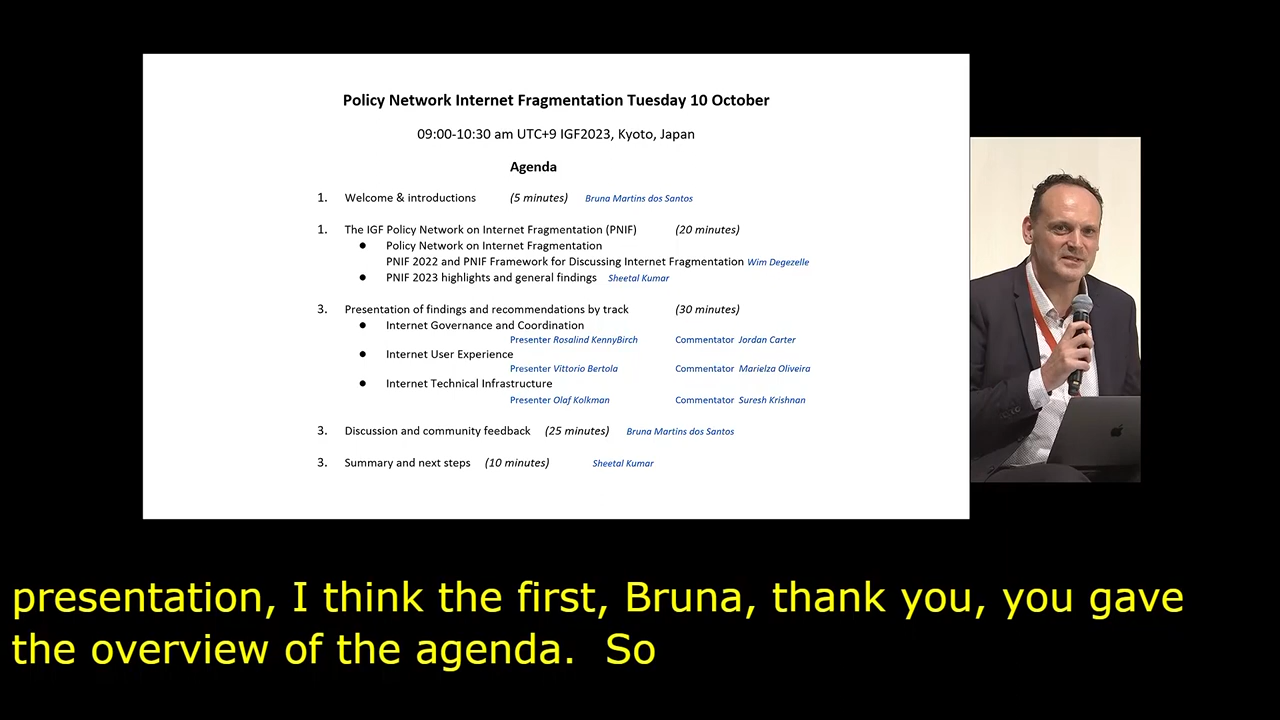 Policy Network Internet Fragmentation Tuesday 10 October
09:00-10:30 am UTC+9 IGF2023, Kyoto, Japan
Agenda
1. Welcome & introductions (5 minutes) Bruna Martins dos Santos
1. The IGF Policy Network on Internet Fragmentation (PNIF) (20 minutes)
● Policy Network on Internet Fragmentation
PNIF 2022 and PNIF Framework for Discussing Internet Fragmentation Wim Degezelle
● PNIF 2023 highlights and general findings Sheetal Kumar
3. Presentation of findings and recommendations by track (30 minutes)
● Internet Governance and Coordination
Presenter Rosalind KennyBirch Commentator Jordan Carter
● Internet User Experience
Presenter Vittorio Bertola Commentator Marielza Oliveira
● Internet Technical Infrastructure
Presenter Olaf Kolkman Commentator Suresh Krishnan
3. Discussion and community feedback (25 minutes) Bruna Martins dos Santos
3. Summary and next steps (10 minutes) Sheetal Kumar
presentation, I think the first, Bruna, thank you, you gave
the overview of the agenda.  So